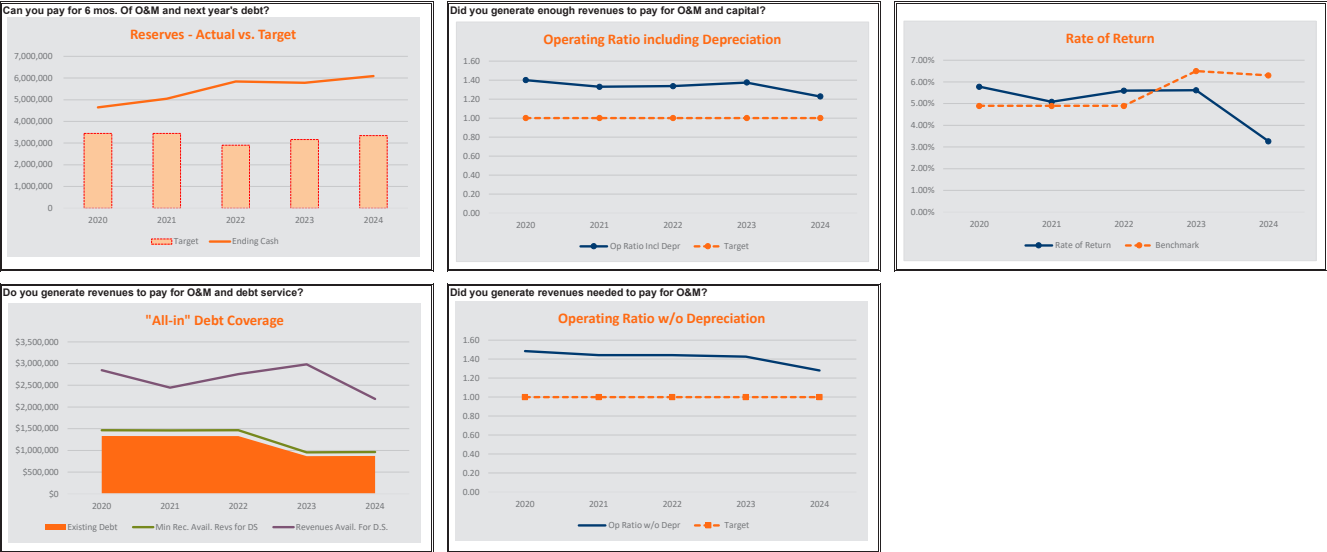 Can you pay for 6 mos. Of O&M and next year's debt?
Reserves - Actual vs. Target
7,000,000
6,000,000
5,000,000
4,000,000
3,000,000
2,000,000
1,000,000
0
2020 2021 2022 2023 2024
Target Ending Cash
Did you generate enough revenues to pay for O&M and capital?
Operating Ratio including Depreciation
1.60
1.40
1.20
1.00
0.80
0.60
0.40
0.20
0.00
2020 2021 2022 2023 2024
Op Ratio Incl Depr Target
Rate of Return
7.00%
6.00%
5.00%
4.00%
3.00%
2.00%
1.00%
0.00%
2020 2021 2022 2023 2024
Rate of Return Benchmark
Do you generate revenues to pay for O&M and debt service?
"All-in" Debt Coverage
$3,500,000
$3,000,000
$2,500,000
$2,000,000
$1,500,000
$1,000,000
$500,000
$0
2020 2021 2022 2023 2024
Existing Debt Min Rec. Avail. Revs for DS Revenues Avail. For D.S.
Did you generate revenues needed to pay for O&M?
Operating Ratio w/o Depreciation
1.60
1.40
1.20
1.00
0.80
0.60
0.40
0.20
0.00
2020 2021 2022 2023 2024
Op Ratio w/o Depr Target